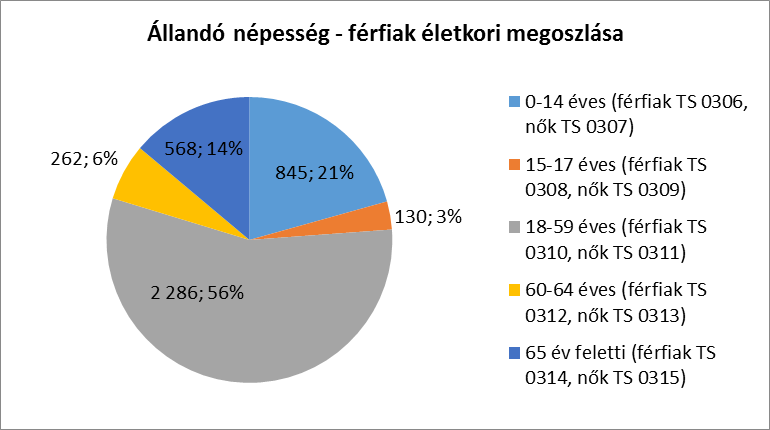 Állandó népesség - férfiak életkori megoszlása
568; 14%
262; 6%
845; 21%
130; 3%
2 286; 56%
0-14 éves (férfiak TS 0306,
nők TS 0307)
15-17 éves (férfiak TS
0308, nők TS 0309)
18-59 éves (férfiak TS
0310, nők TS 0311)
60-64 éves (férfiak TS
0312, nők TS 0313)
65 év feletti (férfiak TS
0314, nők TS 0315)